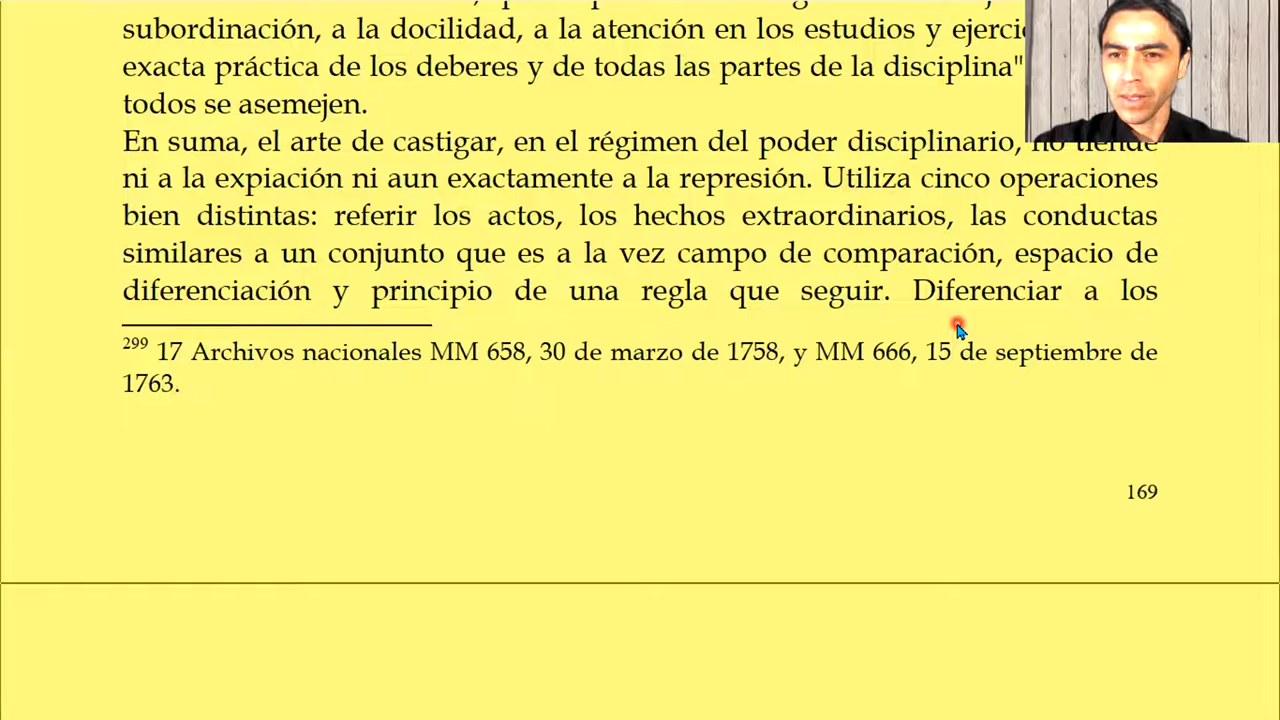 subordinación, a la docilidad, a la atención en los estudios y
exacta práctica de los deberes y de todas las partes de la disciplina"
todos se asemejen.
En suma, el arte de castigar, en el régimen del poder disciplinario, no tiende
ni a la expiación ni aun exactamente a la represión. Utiliza cinco operaciones
bien distintas: referir los actos, los hechos extraordinarios, las conductas
similares a un conjunto que es a la vez campo de comparación, espacio de
diferenciación y principio de una regla que seguir. Diferenciar a los
299 17 Archivos nacionales MM 658, 30 de marzo de 1758, y MM 666, 15 de septiembre de
1763.
169